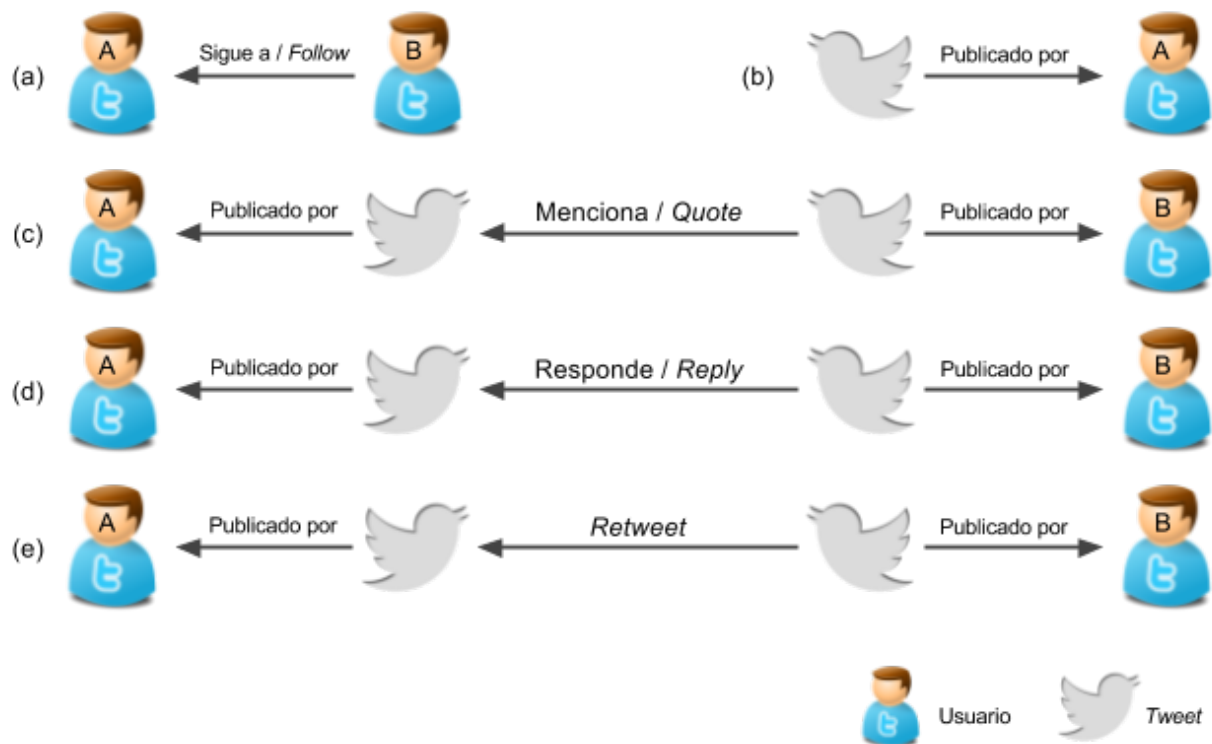 A Sigue a / Follow B
(a) (b) Publicado por A
A Publicado por Menciona / Quote Publicado por B
(c)
A Publicado por Responde / Reply Publicado por B
(d)
A Publicado por Retweet Publicado por B
(e)
Usuario Tweet